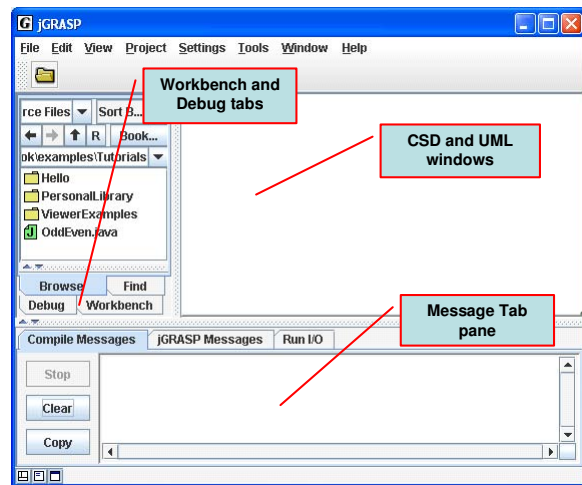 jGRASP
File Edit View Project Settings Tools Window Help
Workbench and
Debug tabs
rce Files Sort B...
R Book...
ok\examples\Tutorials
Hello
PersonalLibrary
ViewerExamples
OddEven.java
Browse Find
Debug Workbench
CSD and UML
windows
Message Tab
pane
Compile Messages jGRASP Messages Run I/O
Stop
Clear
Copy